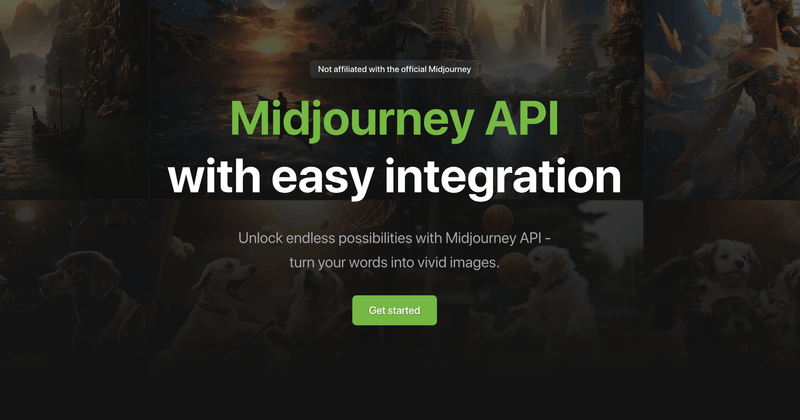 Not affiliated with the official Midjourney
Midjourney API
with easy integration
Unlock endless possibilities with Midjourney API -
turn your words into vivid images.
Get started